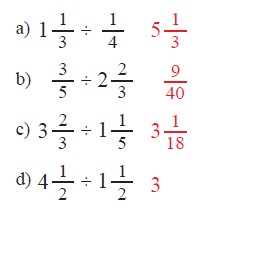 a) 1 1/3 ÷ 1/4 5 1/3
b) 3/5 ÷ 2 2/3 9/40
c) 3 2/3 ÷ 1 1/5 3 1/18
d) 4 1/2 ÷ 1 1/2 3